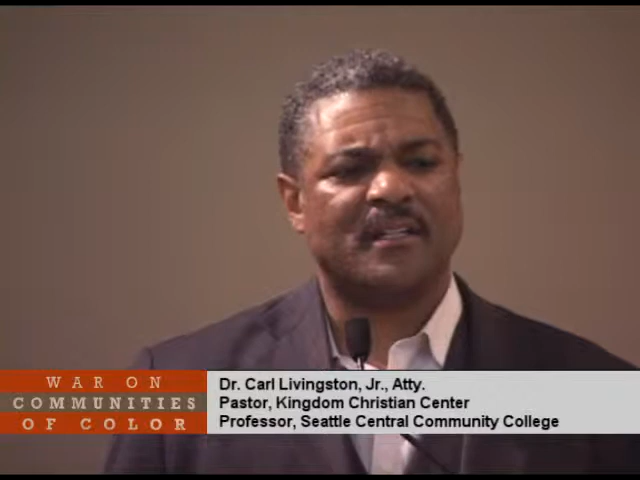 WAR ON
COMMUNITIES
OF COLOR
Dr. Carl Livingston, Jr., Atty.
Pastor, Kingdom Christian Center
Professor, Seattle Central Community College